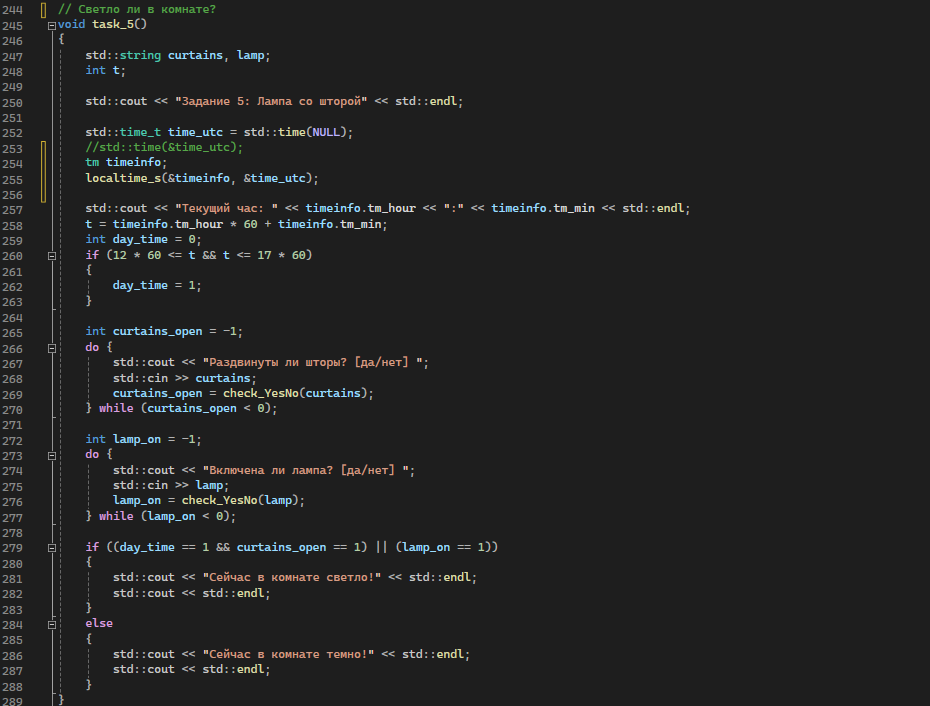 244 // Светло ли в комнате?
245 void task_5()
246 {
247     std::string curtains, lamp;
248     int t;
249
250     std::cout << "Задание 5: Лампа со шторой" << std::endl;
251
252     std::time_t time_utc = std::time(NULL);
253     //std::time(&time_utc);
254     tm timeinfo;
255     localtime_s(&timeinfo, &time_utc);
256
257     std::cout << "Текущий час: " << timeinfo.tm_hour << ":" << timeinfo.tm_min << std::endl;
258     t = timeinfo.tm_hour * 60 + timeinfo.tm_min;
259     int day_time = 0;
260     if (12 * 60 <= t && t <= 17 * 60)
261     {
262         day_time = 1;
263     }
264
265     int curtains_open = -1;
266     do {
267         std::cout << "Раздвинуты ли шторы? [да/нет] ";
268         std::cin >> curtains;
269         curtains_open = check_YesNo(curtains);
270     } while (curtains_open < 0);
271
272     int lamp_on = -1;
273     do {
274         std::cout << "Включена ли лампа? [да/нет] ";
275         std::cin >> lamp;
276         lamp_on = check_YesNo(lamp);
277     } while (lamp_on < 0);
278
279     if ((day_time == 1 && curtains_open == 1) || (lamp_on == 1))
280     {
281         std::cout << "Сейчас в комнате светло!" << std::endl;
282         std::cout << std::endl;
283     }
284     else
285     {
286         std::cout << "Сейчас в комнате темно!" << std::endl;
287         std::cout << std::endl;
288     }
289 }